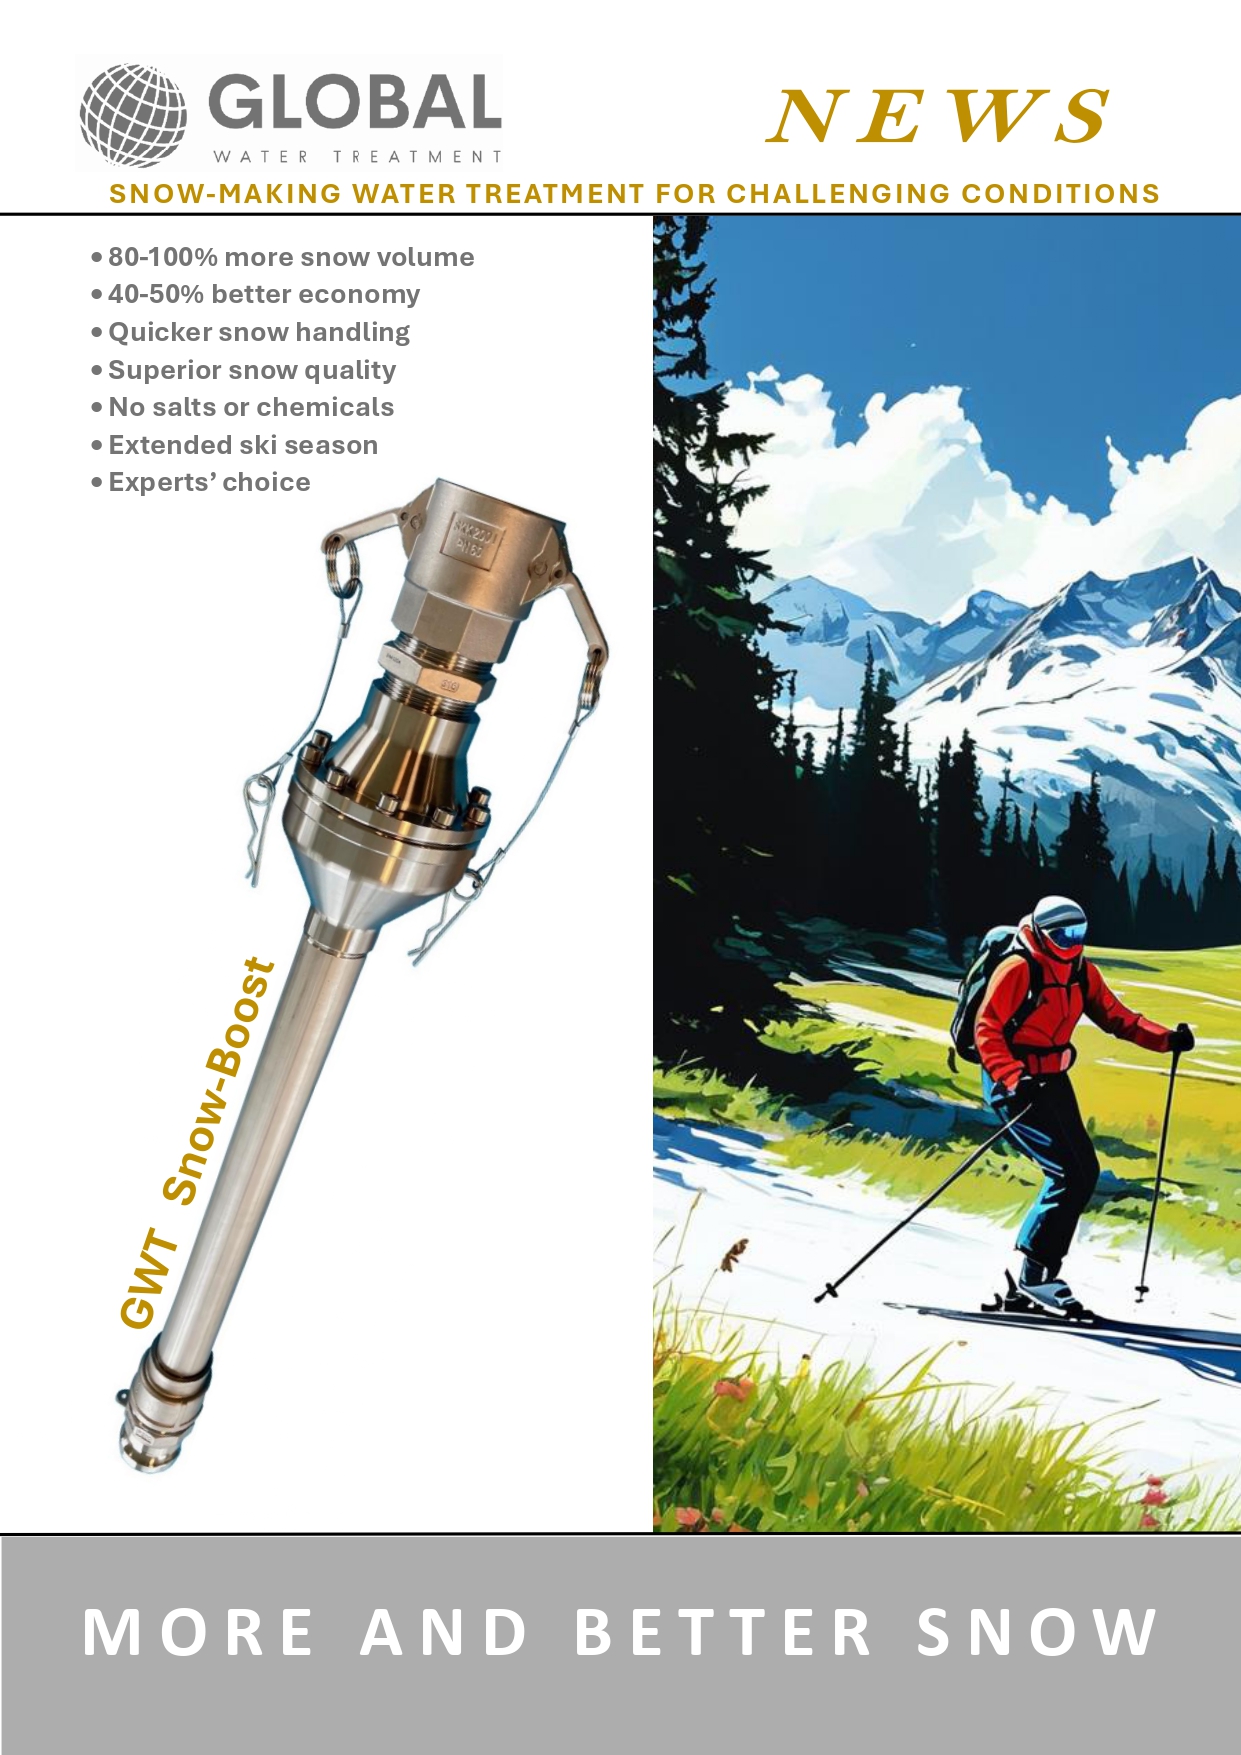 GLOBAL
WATER TREATMENT
NEWS
SNOW-MAKING WATER TREATMENT FOR CHALLENGING CONDITIONS
• 80-100% more snow volume
• 40-50% better economy
• Quicker snow handling
• Superior snow quality
• No salts or chemicals
• Extended ski season
• Experts’ choice
PN60
GWT Snow-Boost
MORE AND BETTER SNOW